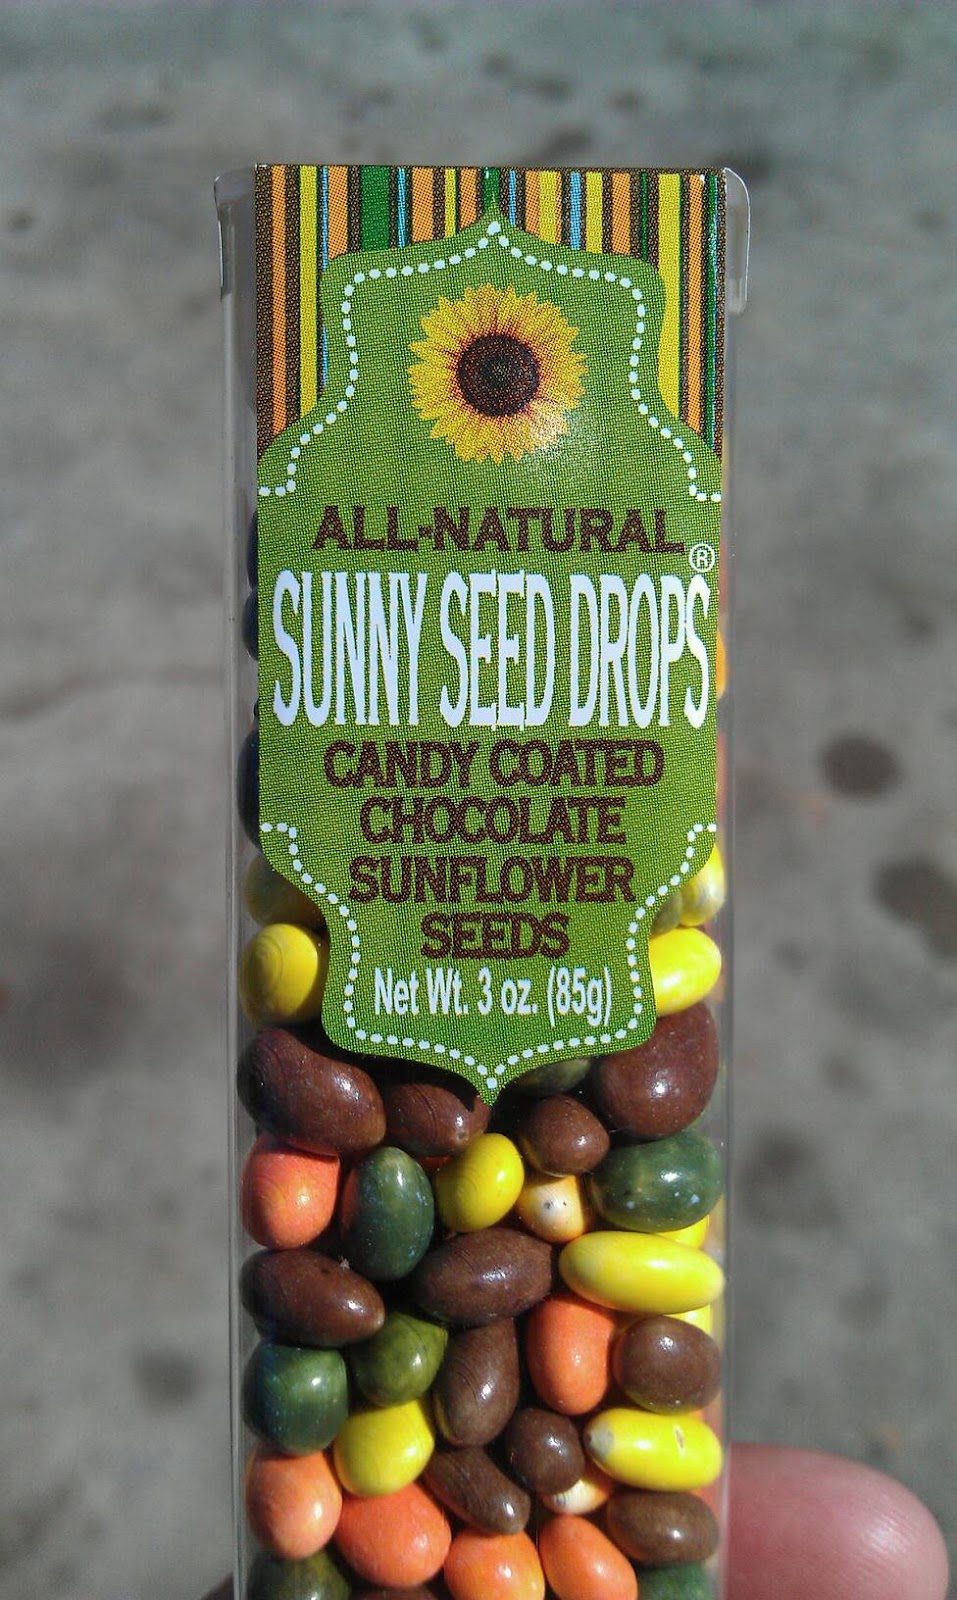 ALL-NATURAL
SUNNY SEED DROPS®
CANDY COATED
CHOCOLATE
SUNFLOWER
SEEDS
Net Wt. 3 oz. (85g)